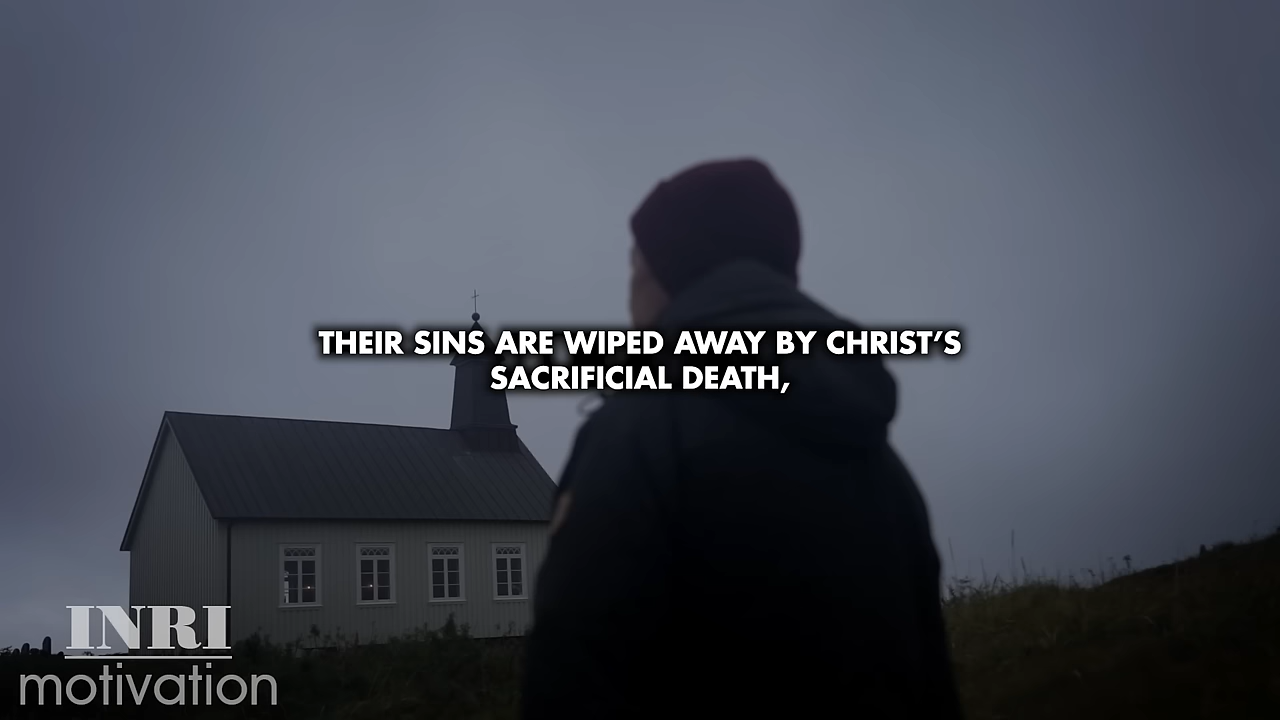 THEIR SINS ARE WIPED AWAY BY CHRIST’S
SACRIFICIAL DEATH,
INRI
motivation